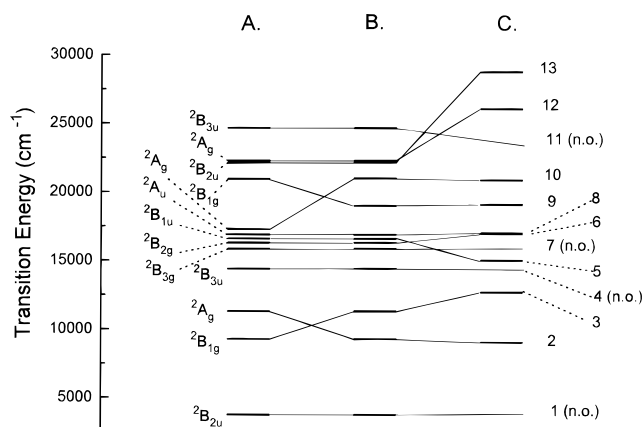 A. B. C.
Transition Energy (cm⁻¹)
30000
25000
20000
15000
10000
5000
²B₃ᵤ
²A_g
²B₂ᵤ
²B₁g
²A_g
²Aᵤ
²B₁ᵤ
²B₂g
²B₃g
²B₃ᵤ
²A_g
²B₁g
²B₂ᵤ
13
12
11 (n.o.)
10
9
8
6
7 (n.o.)
5
4 (n.o.)
3
2
1 (n.o.)